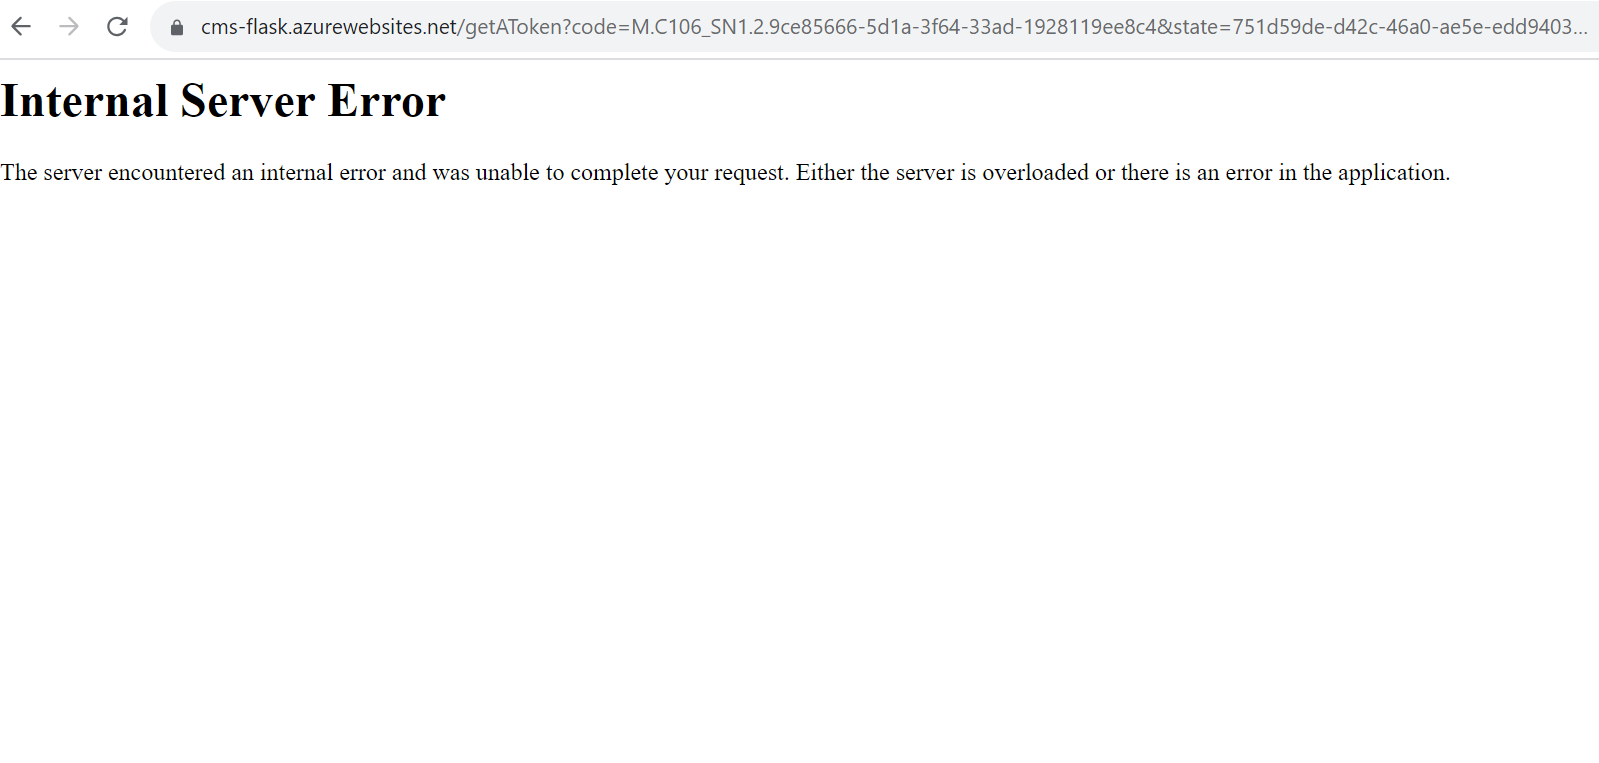 cms-flask.azurewebsites.net/getAToken?code=M.C106_SN1.2.9ce85666-5d1a-3f64-33ad-1928119ee8c4&state=751d59de-d42c-46a0-ae5e-edd9403...
Internal Server Error
The server encountered an internal error and was unable to complete your request. Either the server is overloaded or there is an error in the application.